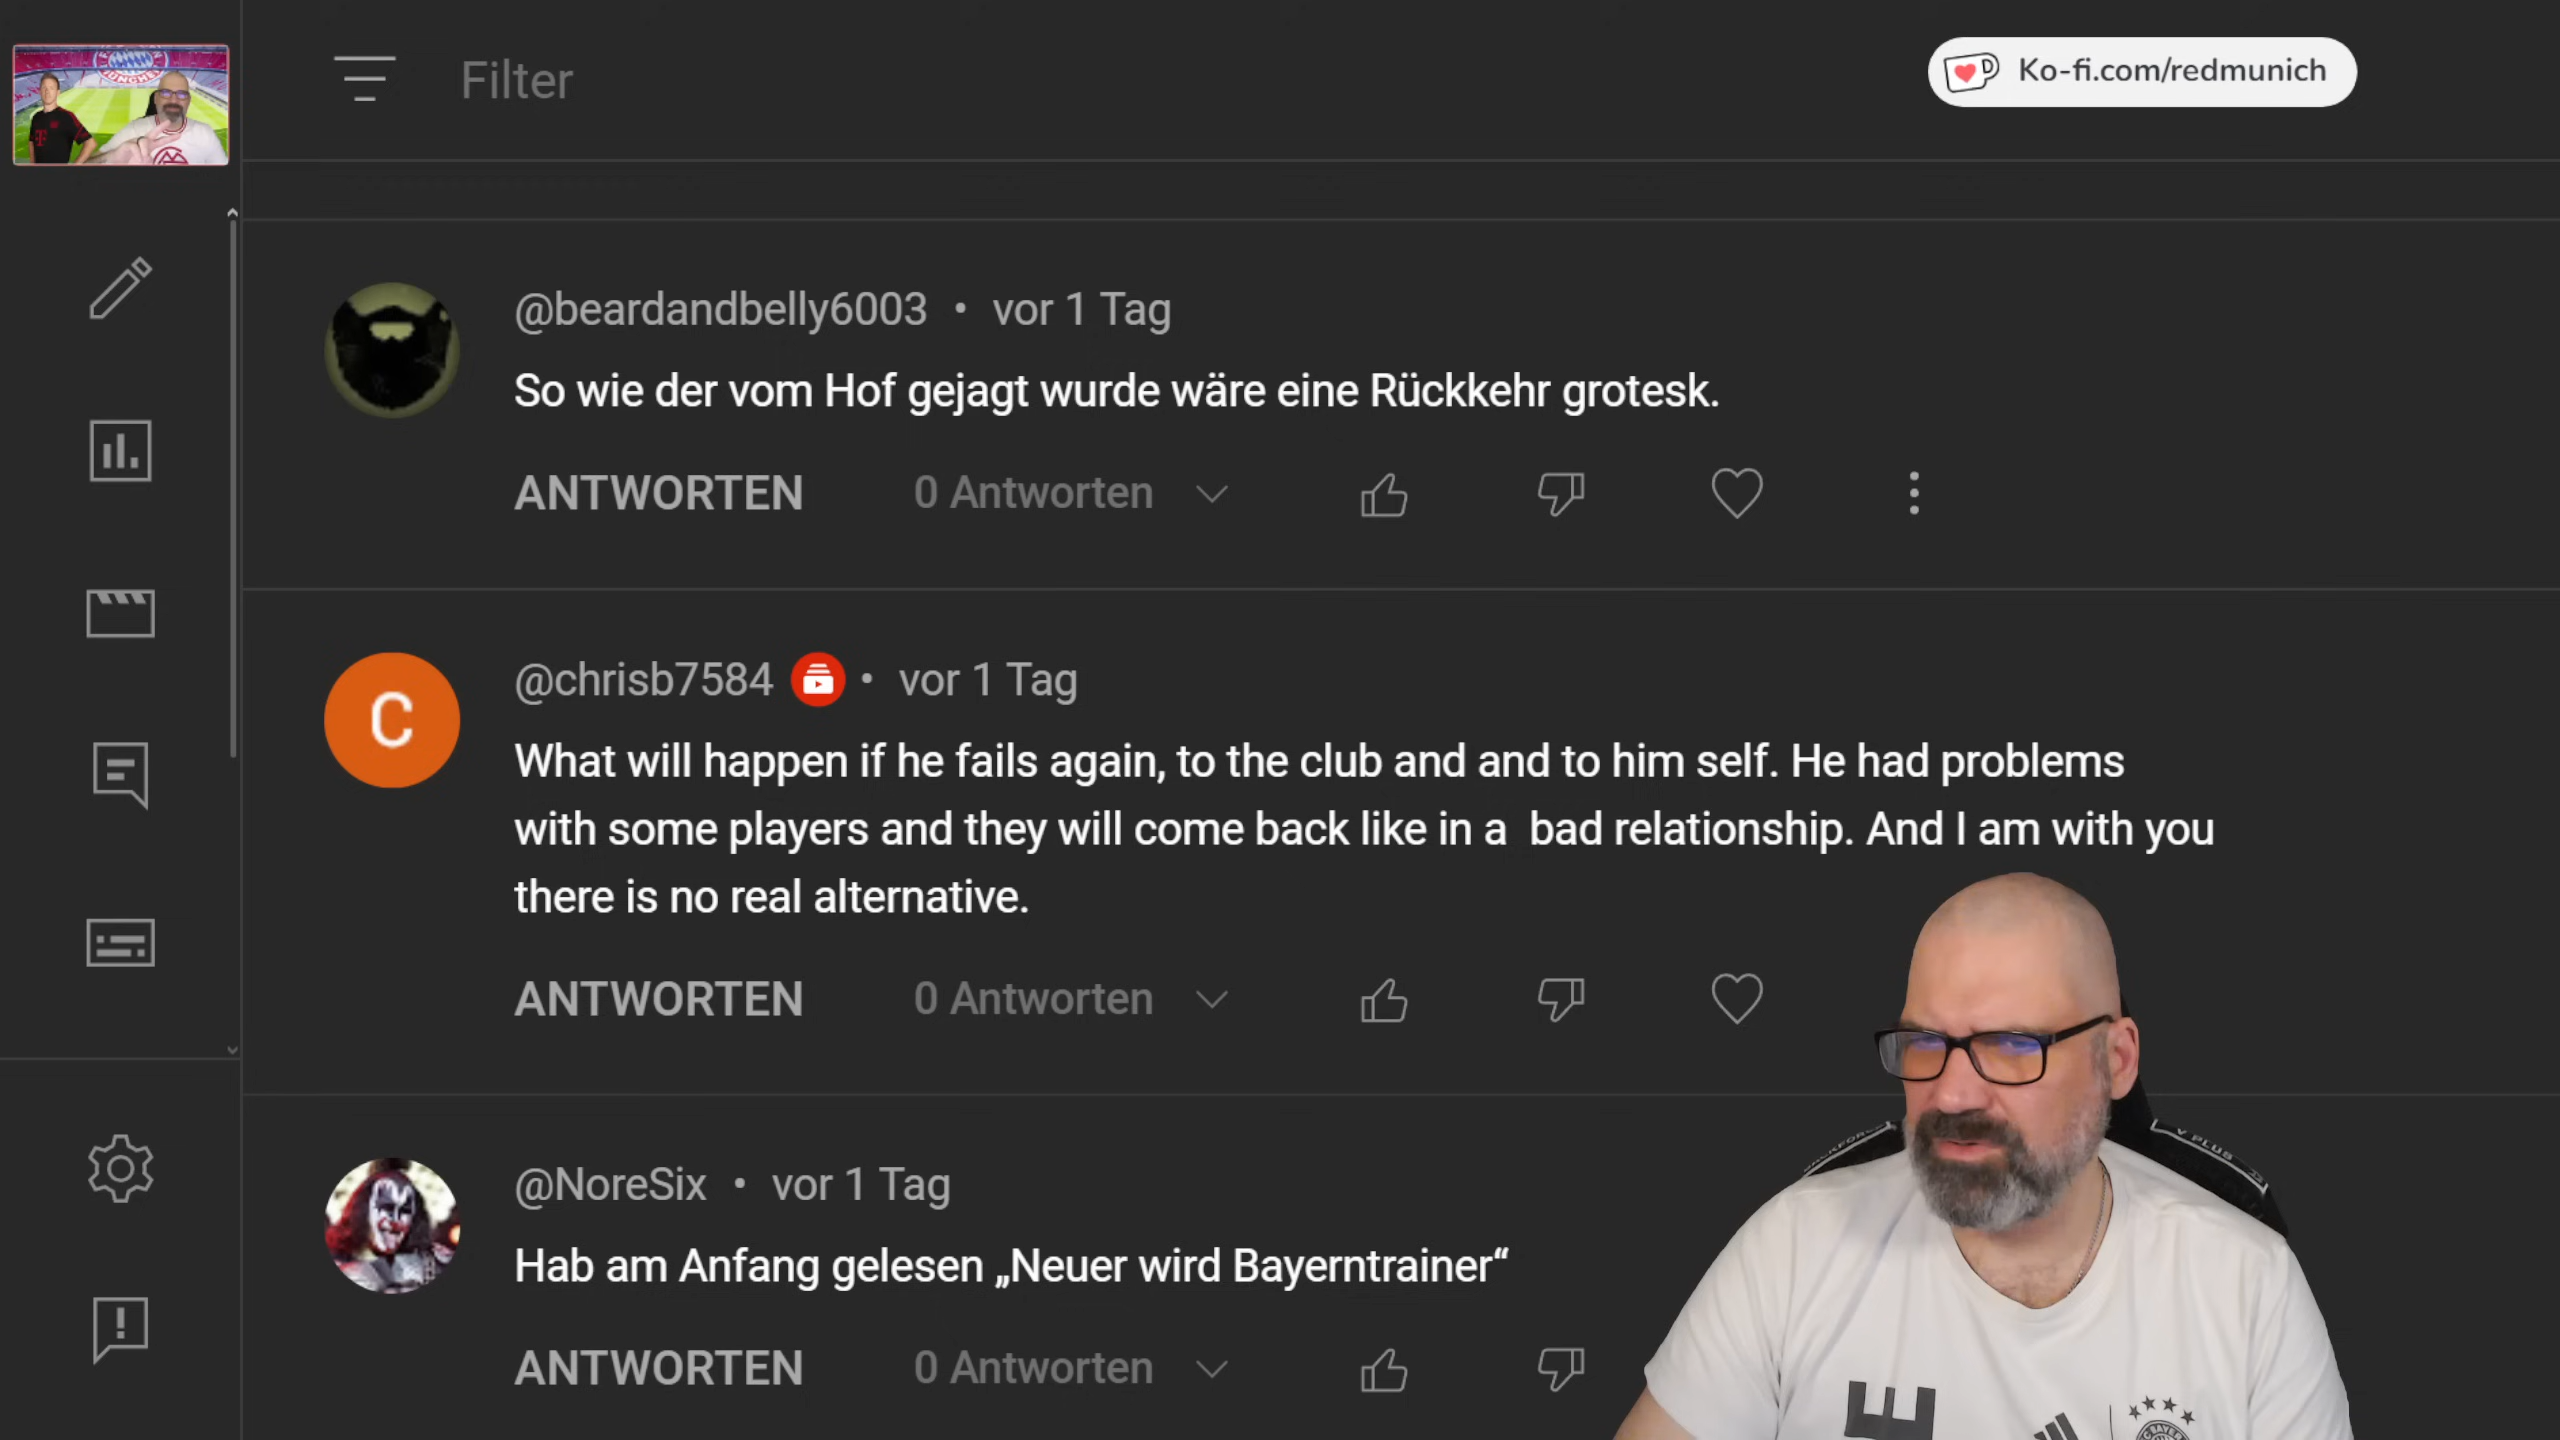 Filter
Ko-fi.com/redmunich
@beardandbelly6003 • vor 1 Tag
So wie der vom Hof gejagt wurde wäre eine Rückkehr grotesk.
ANTWORTEN 0 Antworten
C
@chrisb7584 • vor 1 Tag
What will happen if he fails again, to the club and and to him self. He had problems
with some players and they will come back like in a  bad relationship. And I am with you
there is no real alternative.
ANTWORTEN 0 Antworten
@NoreSix • vor 1 Tag
Hab am Anfang gelesen „Neuer wird Bayerntrainer“
ANTWORTEN 0 Antworten
V PLUS